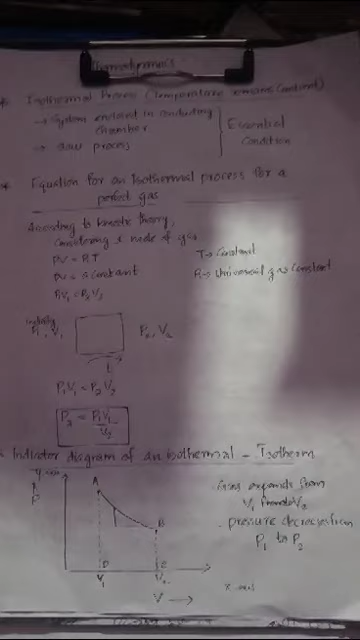 Thermodynamics
* Isothermal Process (Temperature remains constant)
→ System enclosed in conducting chamber
→ slow process
Essential Condition
* Equation for an Isothermal process for a perfect gas
According to kinetic theory,
considering 1 mole of gas
PV = RT
T → Constant
PV = a constant
R → Universal gas constant
P₁V₁ = P₂V₂
Initially
P₁, V₁
P₂, V₂
P₁V₁ = P₂V₂
P₂ = P₁V₁
V₂
Indicator diagram of an isothermal - Isotherm
Y axis
P
A
B
D
V₁
V₂
V →
X axis
Gas expands from
V₁ from to V₂
. pressure decreases from
P₁ to P₂